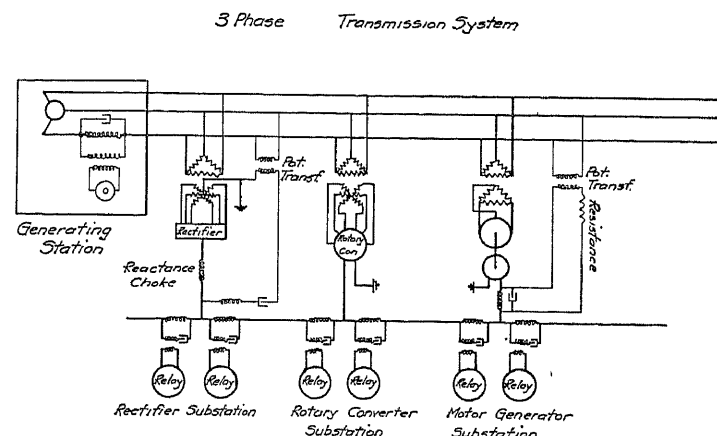 3 Phase Transmission System
Pot.
Transf.
Pot.
Transf.
Resistance
Generating
Station
Rectifier
Rotary
Con
Reactance
Choke
Relay
Relay
Relay
Relay
Relay
Relay
Rectifier Substation
Rotary Converter
Substation
Motor Generator
Substation